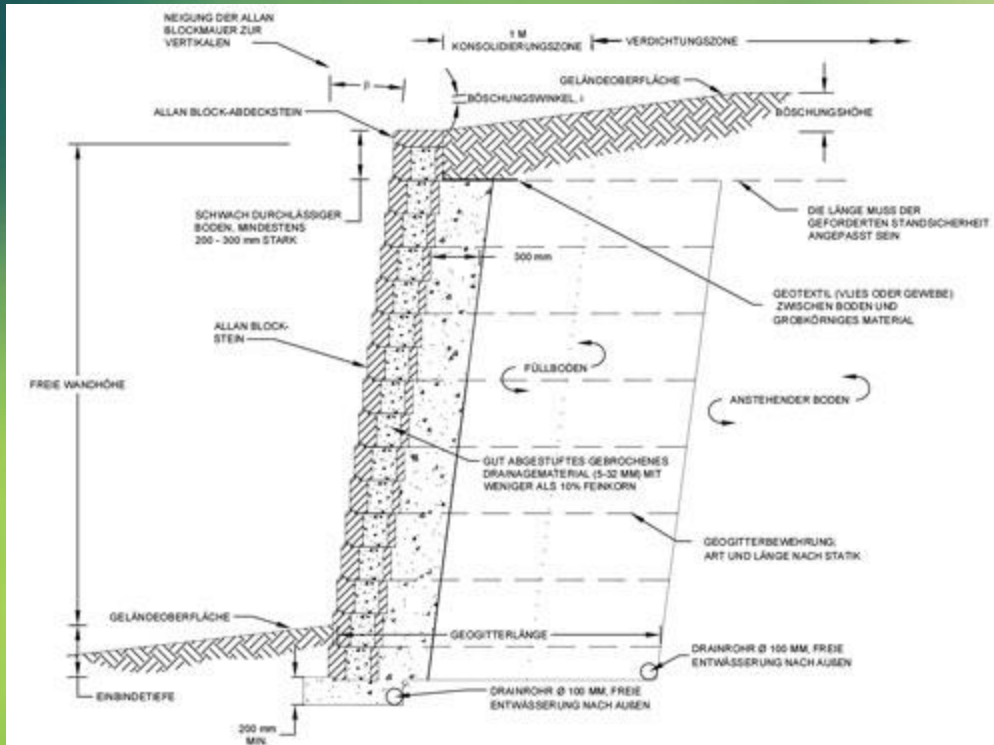 NEIGUNG DER ALLAN
BLOCKMAUER ZUR
VERTIKALEN
1 M
KONSOLIDIERUNGSZONE
VERDICHTUNGSZONE
β
GELÄNDEOBERFLÄCHE
BÖSCHUNGSWINKEL, i
BÖSCHUNGSHÖHE
ALLAN BLOCK-ABDECKSTEIN
SCHWACH DURCHLÄSSIGER
BODEN, MINDESTENS
200 - 300 mm STARK
DIE LÄNGE MUSS DER
GEFORDERTEN STANDSICHERHEIT
ANGEPASST SEIN
300 mm
GEOTEXTIL (VLIES ODER GEWEBE)
ZWISCHEN BODEN UND
GROBKÖRNIGES MATERIAL
ALLAN BLOCK-
STEIN
FÜLLBODEN
FREIE WANDHÖHE
ANSTEHENDER BODEN
GUT ABGESTUFTES GEBROCHENES
DRAINAGEMATERIAL (5-32 MM) MIT
WENIGER ALS 10% FEINKORN
GEOGITTERBEWEHRUNG;
ART UND LÄNGE NACH STATIK
GELÄNDEOBERFLÄCHE
GEOGITTERLÄNGE
DRAINROHR Ø 100 MM, FREIE
ENTWÄSSERUNG NACH AUßEN
EINBINDETIEFE
DRAINROHR Ø 100 MM, FREIE
ENTWÄSSERUNG NACH AUßEN
200 mm
MIN.